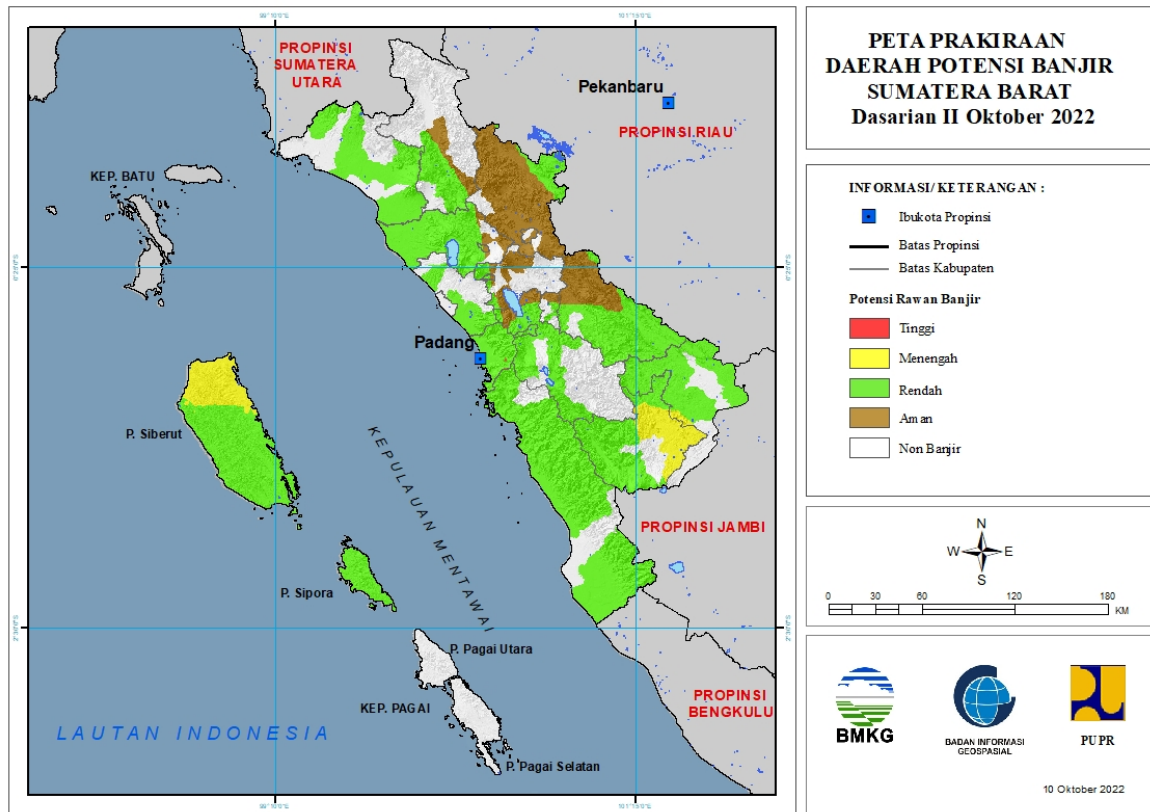 PROPINSI
SUMATERA
UTARA
Pekanbaru
PROPINSI RIAU
KEP. BATU
Padang
P. Siberut
KEPULAUAN MENTAWAI
PROPINSI JAMBI
P. Sipora
P. Pagai Utara
KEP. PAGAI
PROPINSI
BENGKULU
LAUTAN INDONESIA
P. Pagai Selatan
PETA PRAKIRAAN
DAERAH POTENSI BANJIR
SUMATERA BARAT
Dasarian II Oktober 2022
INFORMASI/ KETERANGAN :
Ibukota Propinsi
Batas Propinsi
Batas Kabupaten
Potensi Rawan Banjir
Tinggi
Menengah
Rendah
Aman
Non Banjir
N
W E
S
0 30 60 120 180
KM
BMKG
BADAN INFORMASI
GEOSPASIAL
PUPR
10 Oktober 2022